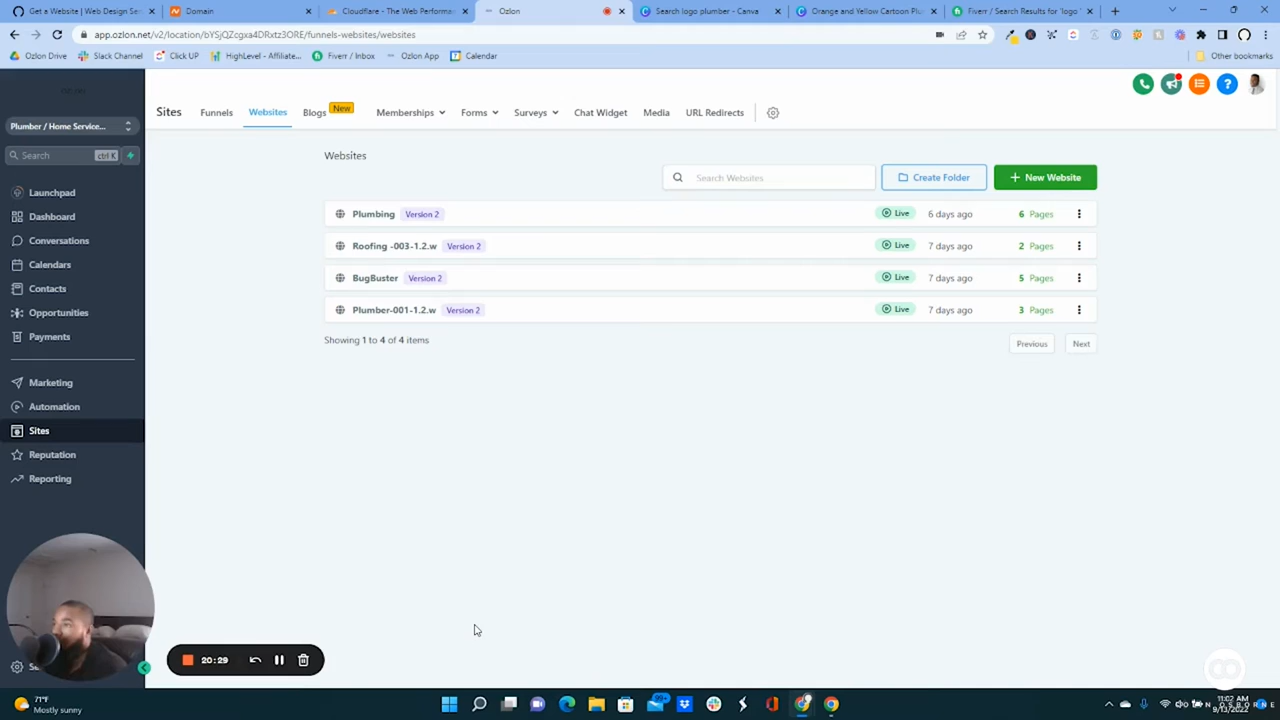 Get a Website | Web Design Se
Domain
Cloudflare - The Web Performa
Ozlon
Search logo plumber - Canva
Orange and Yellow Cartoon Plu
Fiverr / Search Results for 'logo
app.ozlon.net/v2/location/bYSjQZcgxa4DRxtz3ORE/funnels-websites/websites
Ozlon Drive
Slack Channel
Click UP
HighLevel - Affiliate...
Fiverr / Inbox
Ozlon App
Calendar
Other bookmarks
Plumber / Home Service...
Search ctrl K
Launchpad
Dashboard
Conversations
Calendars
Contacts
Opportunities
Payments
Marketing
Automation
Sites
Reputation
Reporting
Sites Funnels Websites Blogs New Memberships Forms Surveys Chat Widget Media URL Redirects
Websites
Search Websites
Create Folder
+ New Website
Plumbing Version 2 Live 6 days ago 6 Pages
Roofing -003-1.2.w Version 2 Live 7 days ago 2 Pages
BugBuster Version 2 Live 7 days ago 5 Pages
Plumber-001-1.2.w Version 2 Live 7 days ago 3 Pages
Showing 1 to 4 of 4 items
Previous Next
20:29
71°F
Mostly sunny
11:02 AM
9/13/2022
OSBORNE